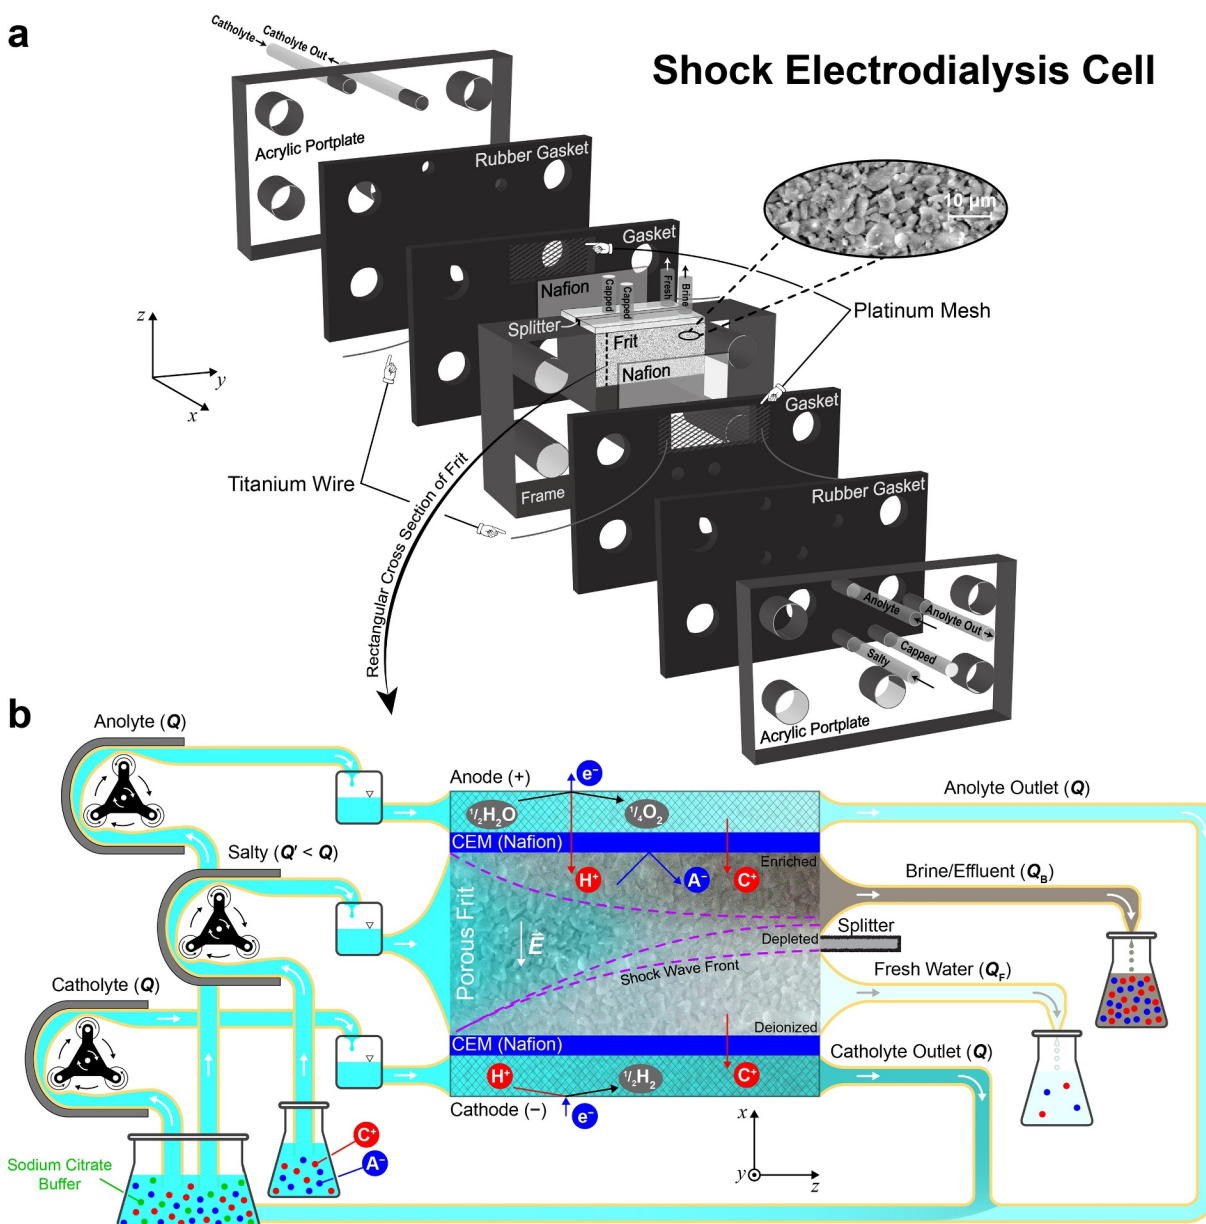 a
Shock Electrodialysis Cell
Catholyte→
Catholyte Out←
Acrylic Portplate
Rubber Gasket
10 μm
Gasket
Nafion
Capped
Capped
Fresh
Brine
Platinum Mesh
Splitter
Frit
Nafion
z
y
x
Gasket
Titanium Wire
Rubber Gasket
Frame
Rectangular Cross Section of Frit
Anolyte
Anolyte Out→
Salty
Capped
Acrylic Portplate
b
Anolyte (Q)
Anode (+)
e⁻
Anolyte Outlet (Q)
½H₂O
¼O₂
CEM (Nafion)
Salty (Q' < Q)
Enriched
Brine/Effluent (Q_B)
H⁺
A⁻
C⁺
Porous Frit
E⃗
Depleted
Splitter
Shock Wave Front
Fresh Water (Q_F)
Catholyte (Q)
Deionized
CEM (Nafion)
Catholyte Outlet (Q)
H⁺
½H₂
C⁺
Cathode (−)
e⁻
C⁺
A⁻
Sodium Citrate
Buffer
x
y
z